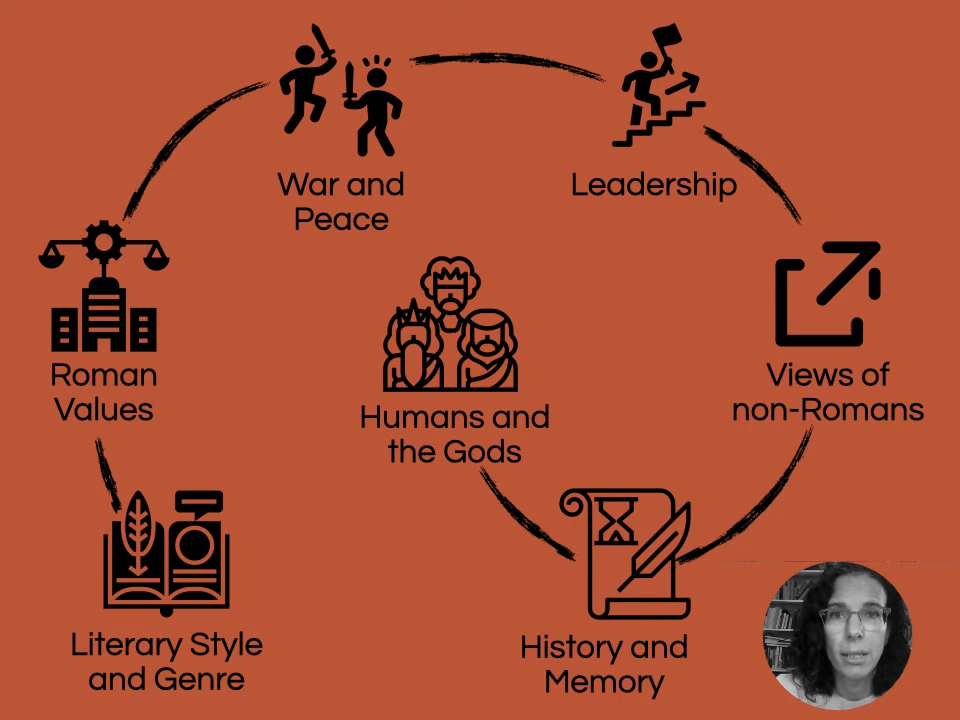 War and
Peace
Leadership
Roman
Values
Humans and
the Gods
Views of
non-Romans
Literary Style
and Genre
History and
Memory